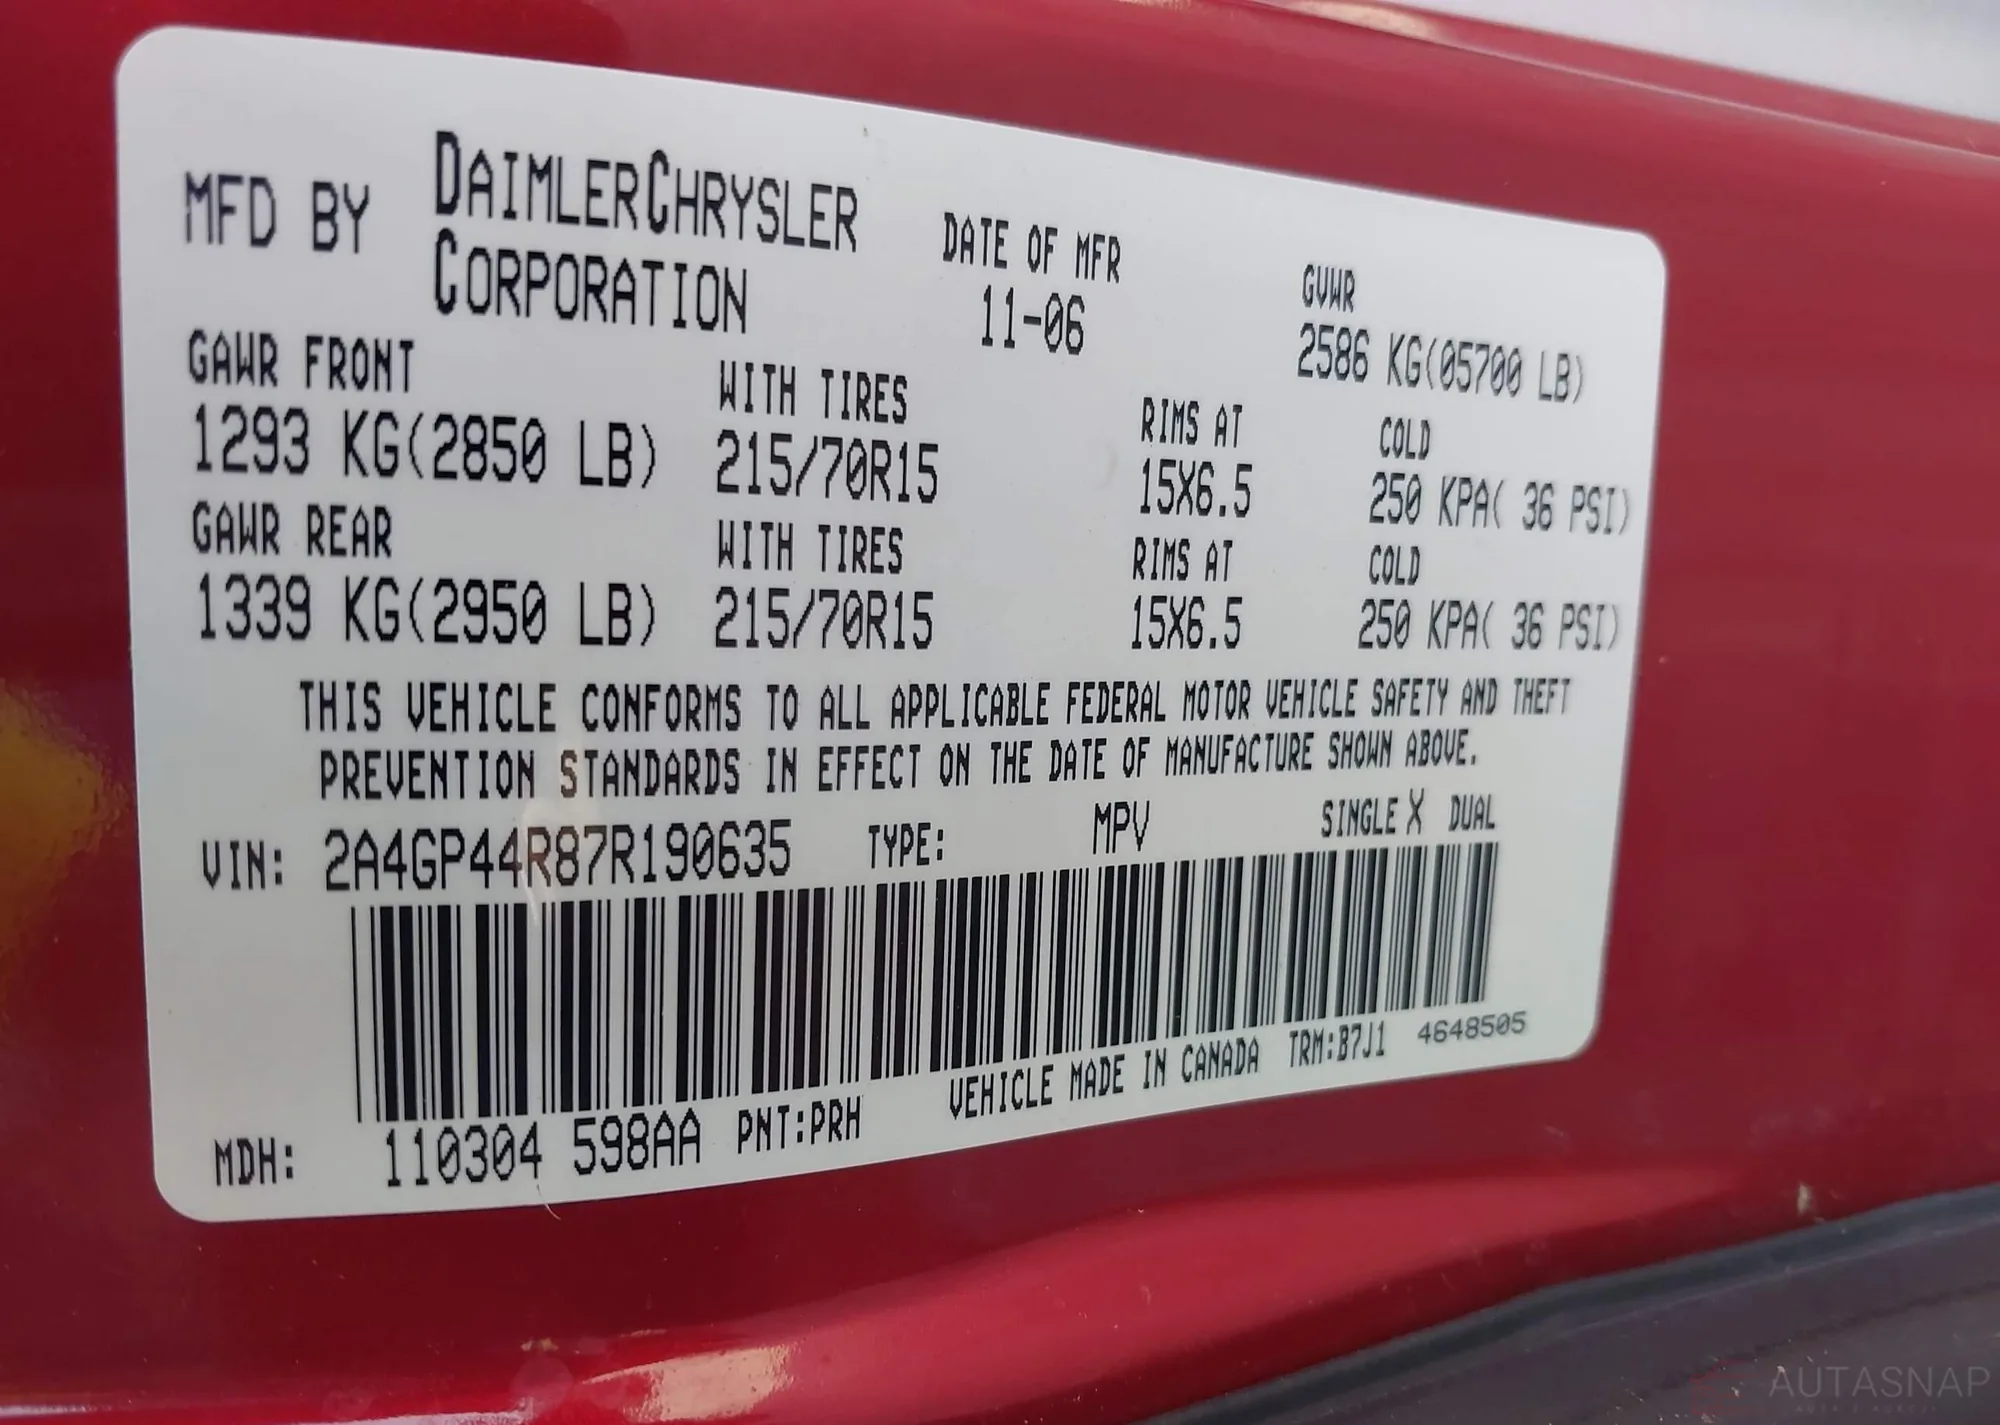 MFD BY DAIMLERCHRYSLER CORPORATION DATE OF MFR 11-06 GVWR 2586 KG(05700 LB)
GAWR FRONT WITH TIRES RIMS AT COLD
1293 KG(2850 LB) 215/70R15 15X6.5 250 KPA( 36 PSI)
GAWR REAR WITH TIRES RIMS AT COLD
1339 KG(2950 LB) 215/70R15 15X6.5 250 KPA( 36 PSI)
THIS VEHICLE CONFORMS TO ALL APPLICABLE FEDERAL MOTOR VEHICLE SAFETY AND THEFT
PREVENTION STANDARDS IN EFFECT ON THE DATE OF MANUFACTURE SHOWN ABOVE.
VIN: 2A4GP44R87R190635 TYPE: MPV SINGLE X DUAL
MDH: 110304 598AA PNT:PRH VEHICLE MADE IN CANADA TRM:B7J1 4648505
AUTASNAP